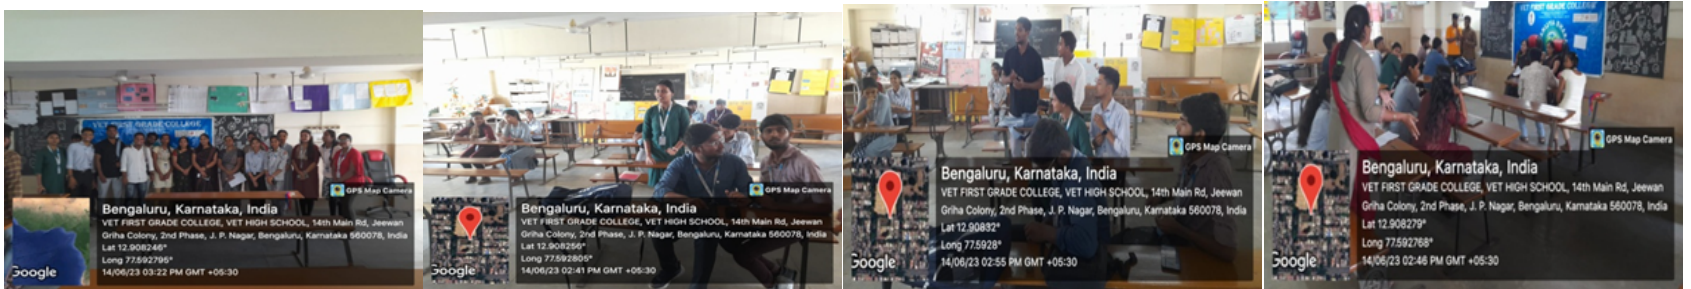 VET FIRST GRADE COLLEGE
GPS Map Camera
Bengaluru, Karnataka, India
VET FIRST GRADE COLLEGE, VET HIGH SCHOOL, 14th Main Rd, Jeewan
Griha Colony, 2nd Phase, J. P. Nagar, Bengaluru, Karnataka 560078, India
Lat 12.908246°
Long 77.592795°
14/06/23 03:22 PM GMT +05:30
Google
GPS Map Camera
Bengaluru, Karnataka, India
VET FIRST GRADE COLLEGE, VET HIGH SCHOOL, 14th Main Rd, Jeewan
Griha Colony, 2nd Phase, J. P. Nagar, Bengaluru, Karnataka 560078, India
Lat 12.908256°
Long 77.592805°
14/06/23 02:41 PM GMT +05:30
Google
GPS Map Camera
Bengaluru, Karnataka, India
VET FIRST GRADE COLLEGE, VET HIGH SCHOOL, 14th Main Rd, Jeewan
Griha Colony, 2nd Phase, J. P. Nagar, Bengaluru, Karnataka 560078, India
Lat 12.90832°
Long 77.5928°
14/06/23 02:55 PM GMT +05:30
Google
VET FIRST GRADE COLLEGE
GPS Map Camera
Bengaluru, Karnataka, India
VET FIRST GRADE COLLEGE, VET HIGH SCHOOL, 14th Main Rd, Jeewan
Griha Colony, 2nd Phase, J. P. Nagar, Bengaluru, Karnataka 560078, India
Lat 12.908279°
Long 77.592768°
14/06/23 02:46 PM GMT +05:30
Google